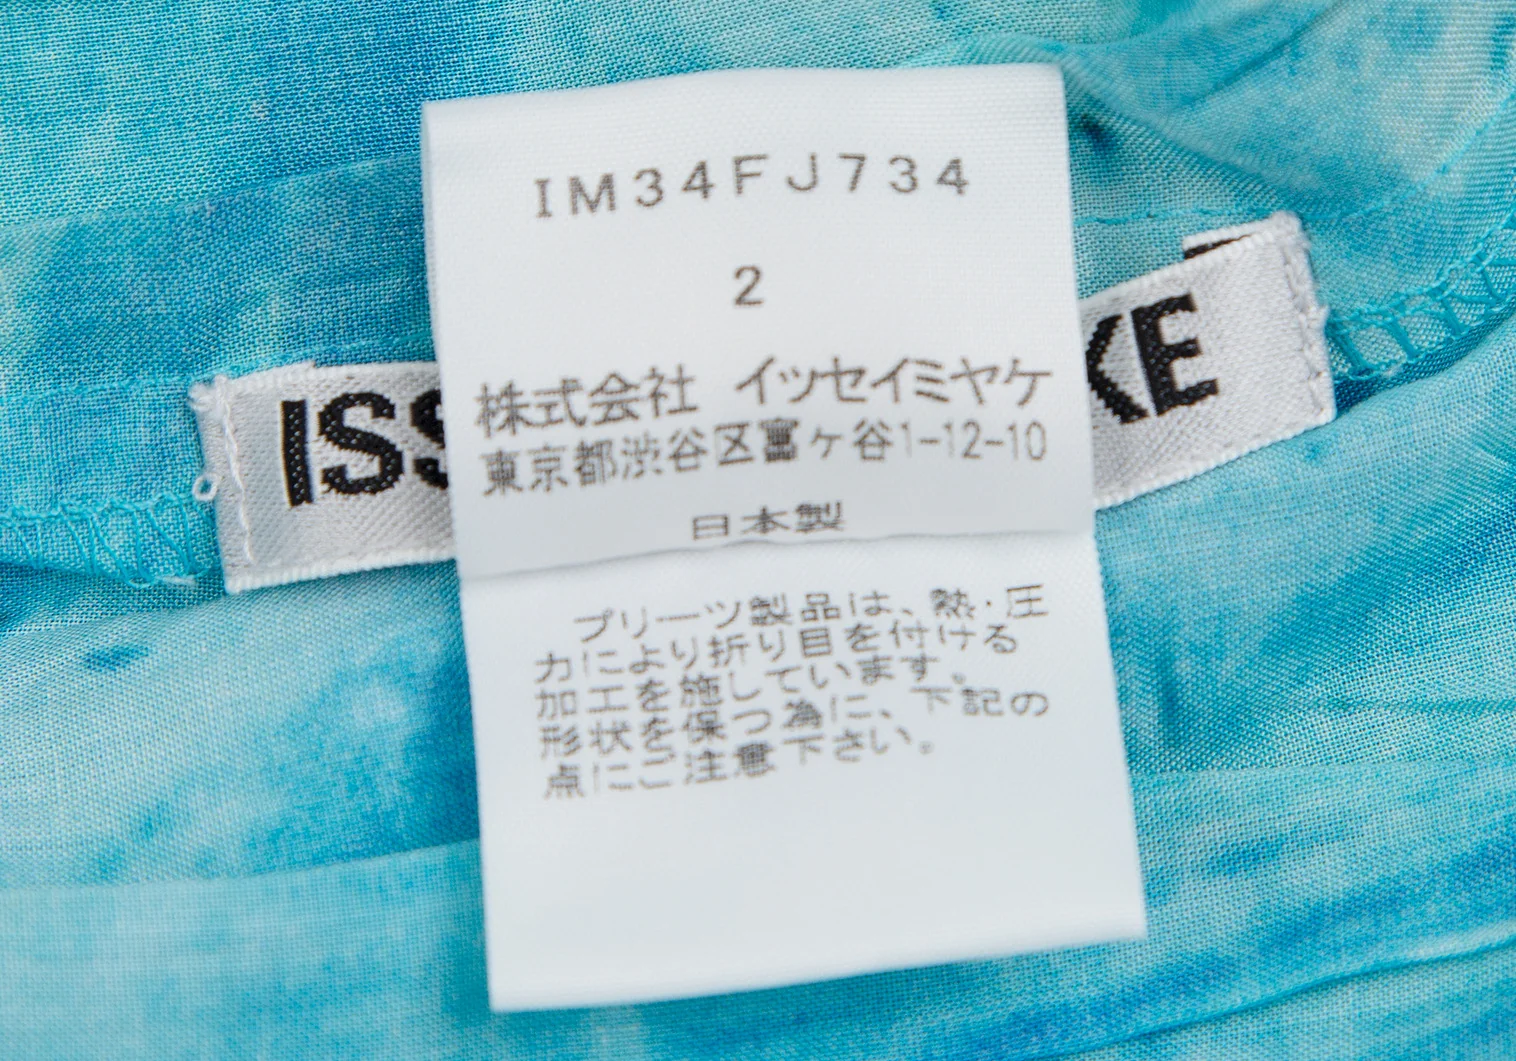 IM34FJ734
2
株式会社 イッセイミヤケ
東京都渋谷区富ヶ谷1-12-10
日本製
プリーツ製品は、熱・圧
力により折り目を付ける
加工を施しています。
形状を保つ為に、下記の
点にご注意下さい。
ISS
KE